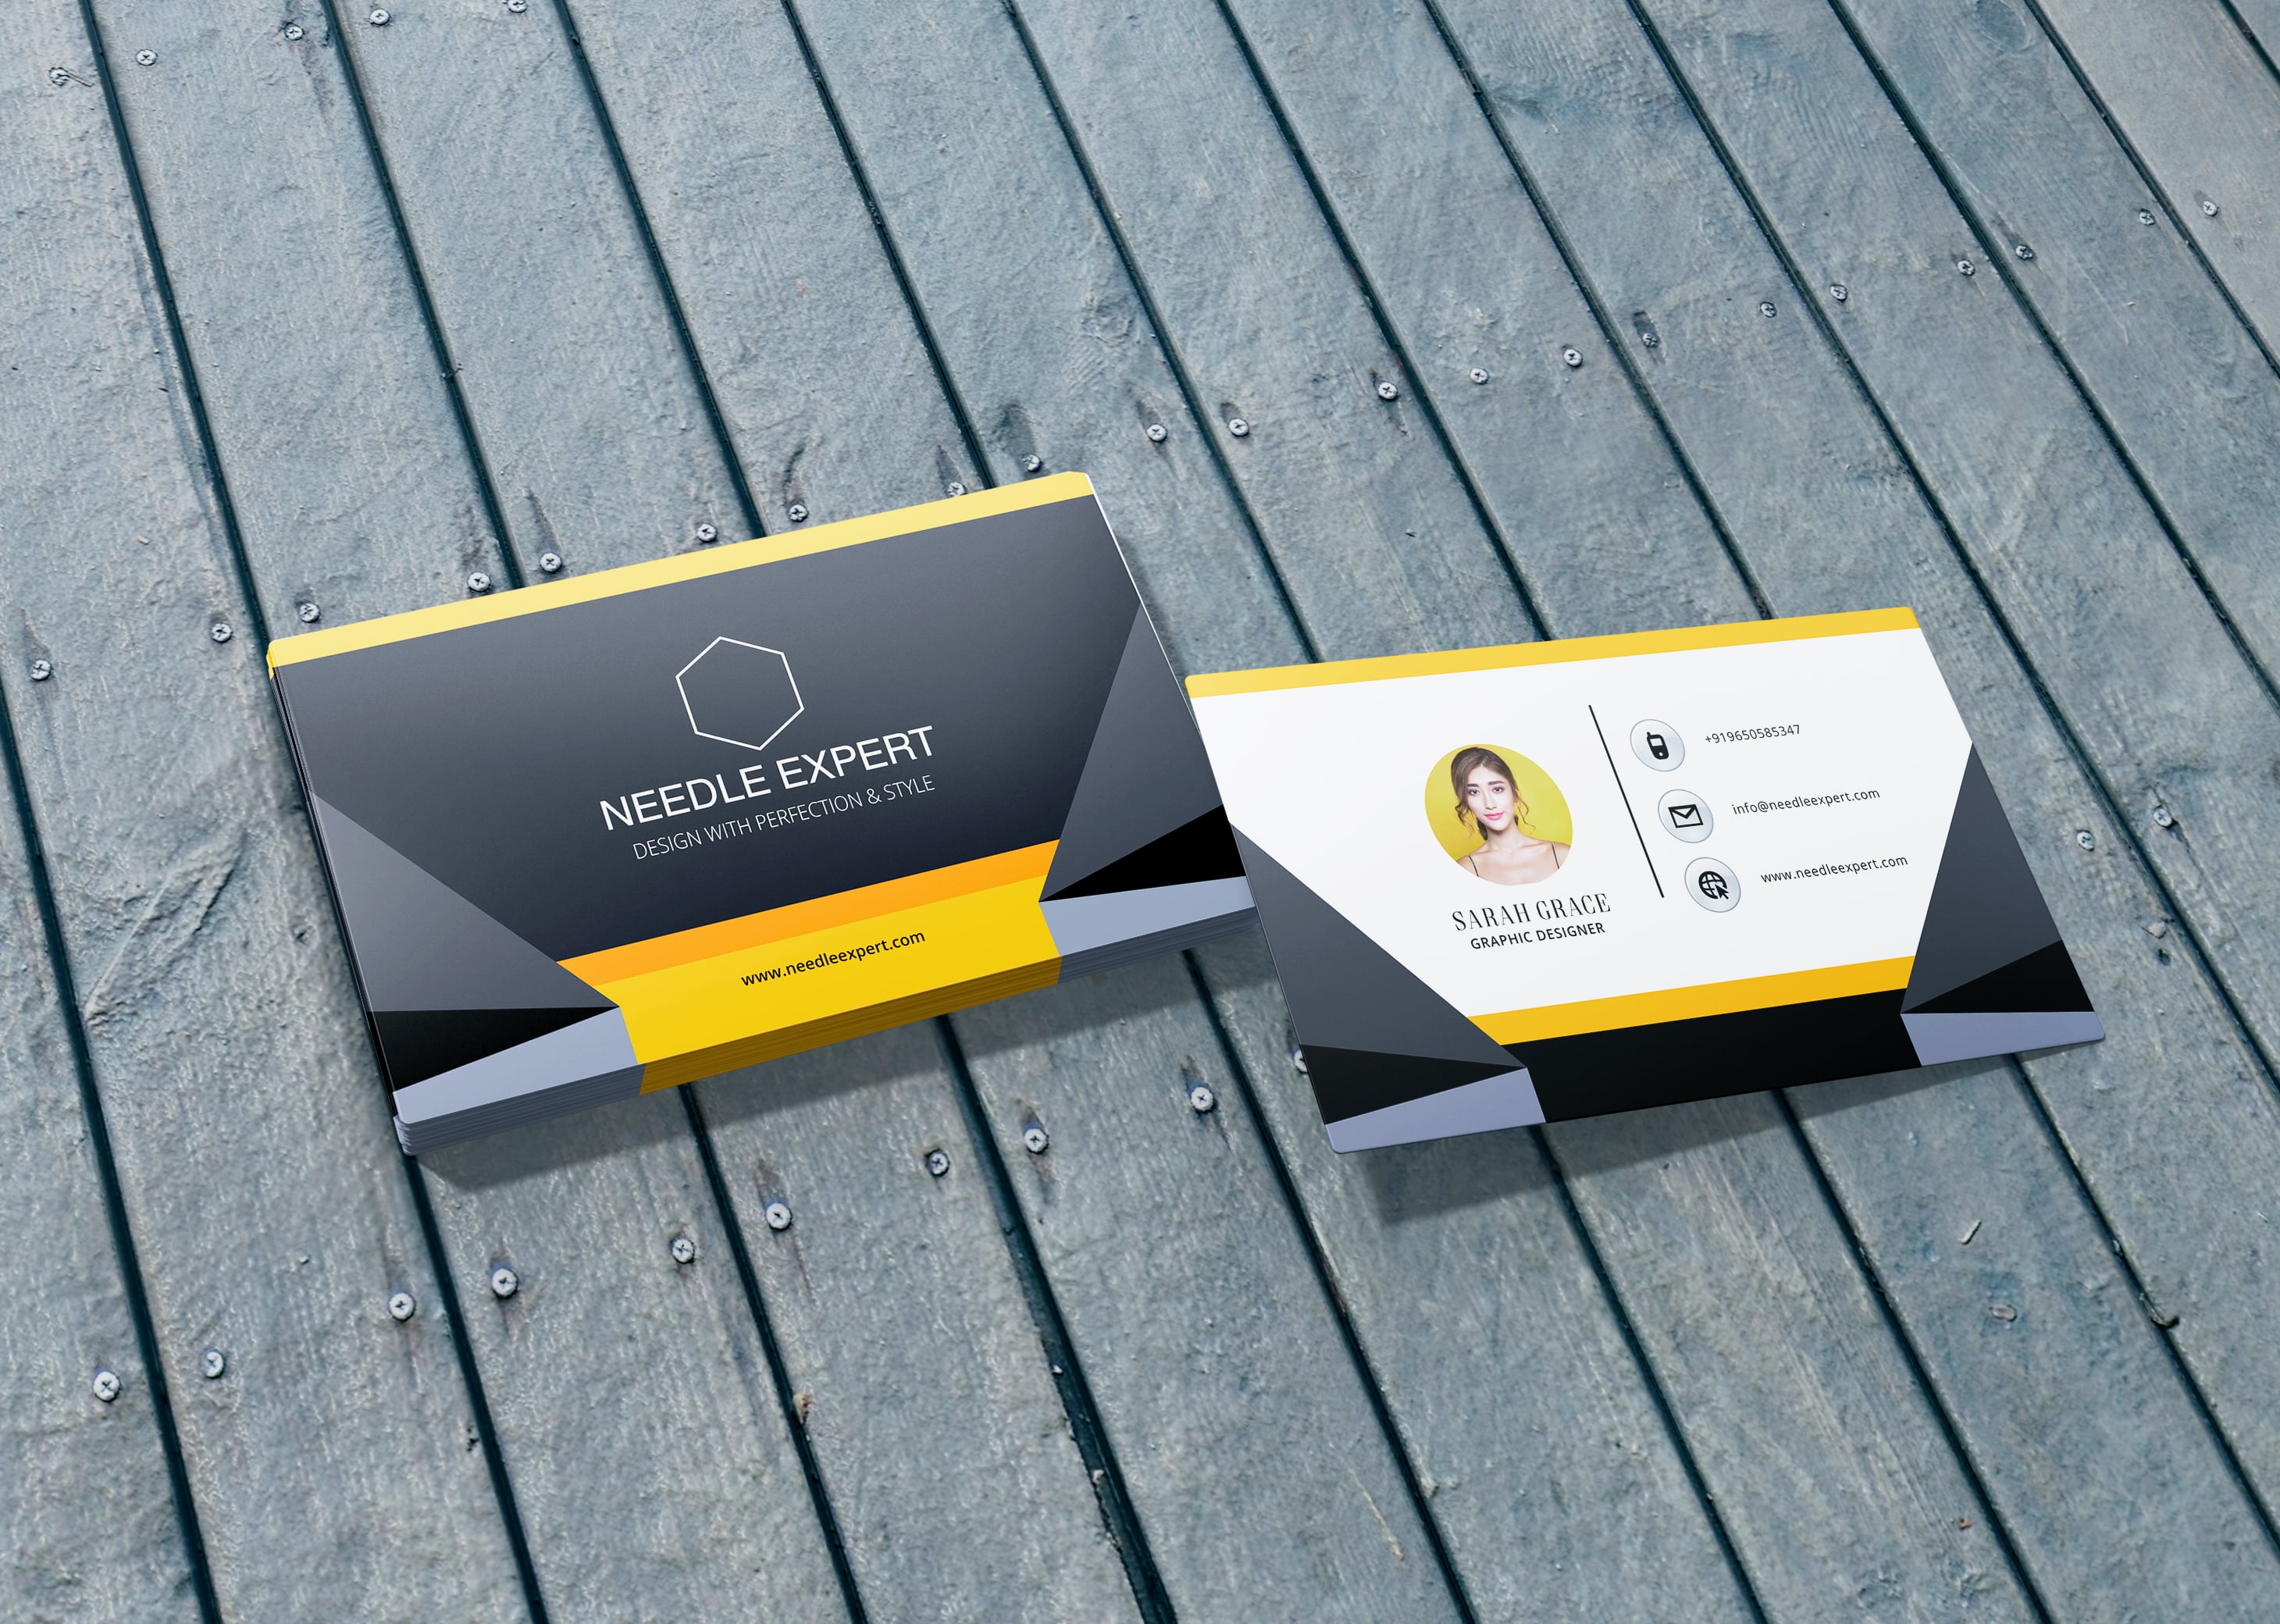 NEEDLE EXPERT
DESIGN WITH PERFECTION & STYLE
www.needleexpert.com
SARAH GRACE
GRAPHIC DESIGNER
+919650585347
info@needleexpert.com
www.needleexpert.com